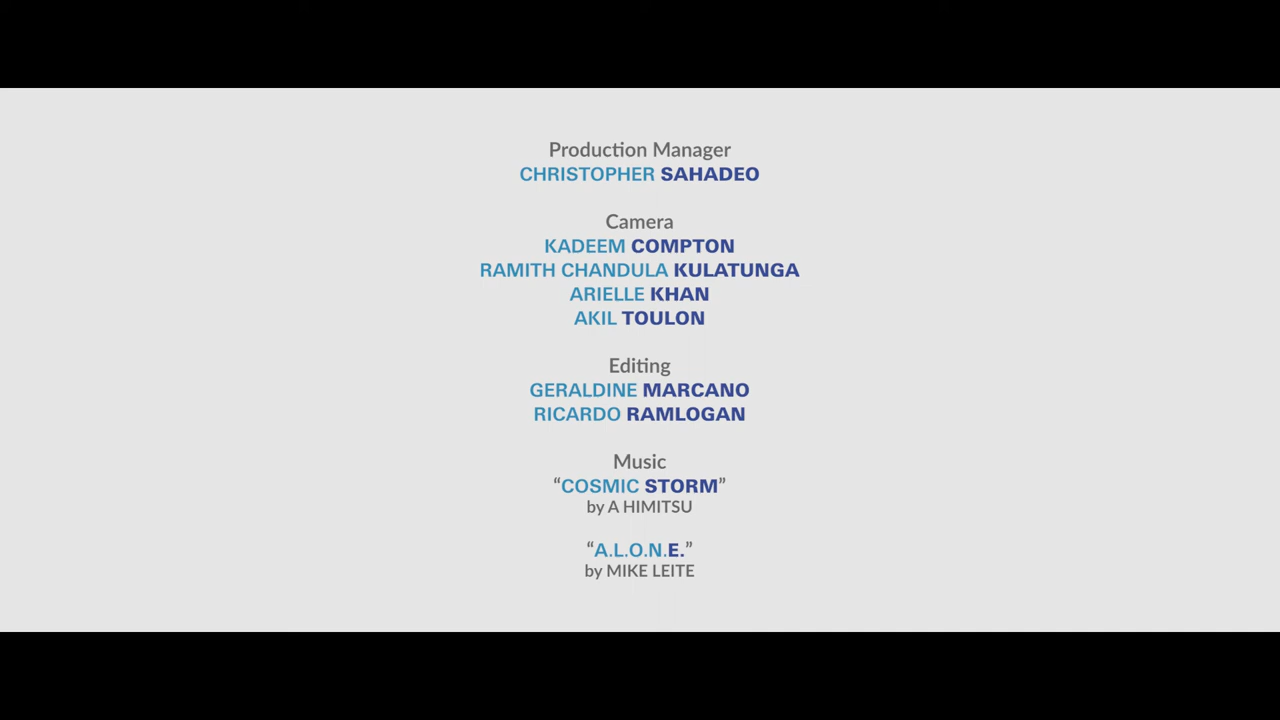 Production Manager
CHRISTOPHER SAHADEO
Camera
KADEEM COMPTON
RAMITH CHANDULA KULATUNGA
ARIELLE KHAN
AKIL TOULON
Editing
GERALDINE MARCANO
RICARDO RAMLOGAN
Music
“COSMIC STORM”
by A HIMITSU
“A.L.O.N.E.”
by MIKE LEITE